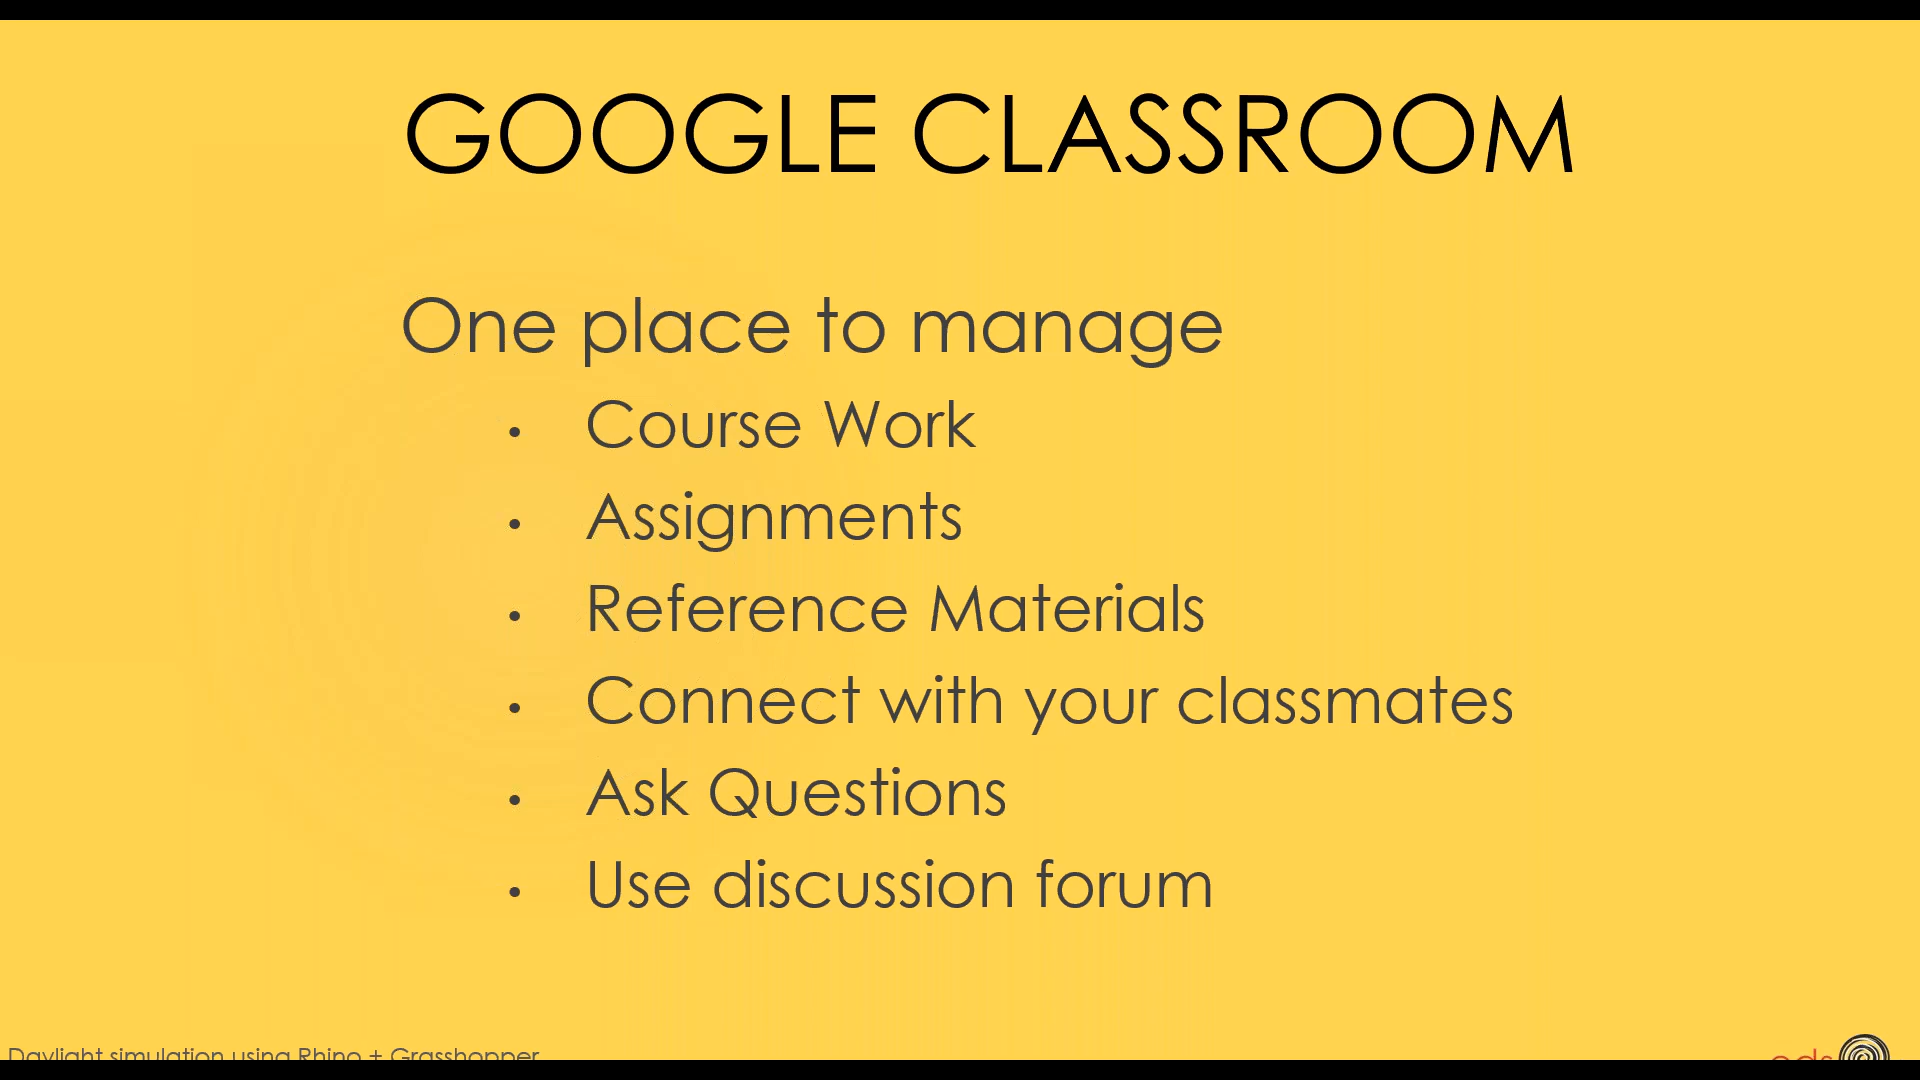 GOOGLE CLASSROOM
One place to manage
• Course Work
• Assignments
• Reference Materials
• Connect with your classmates
• Ask Questions
• Use discussion forum
Daylight simulation using Rhino + Grasshopper